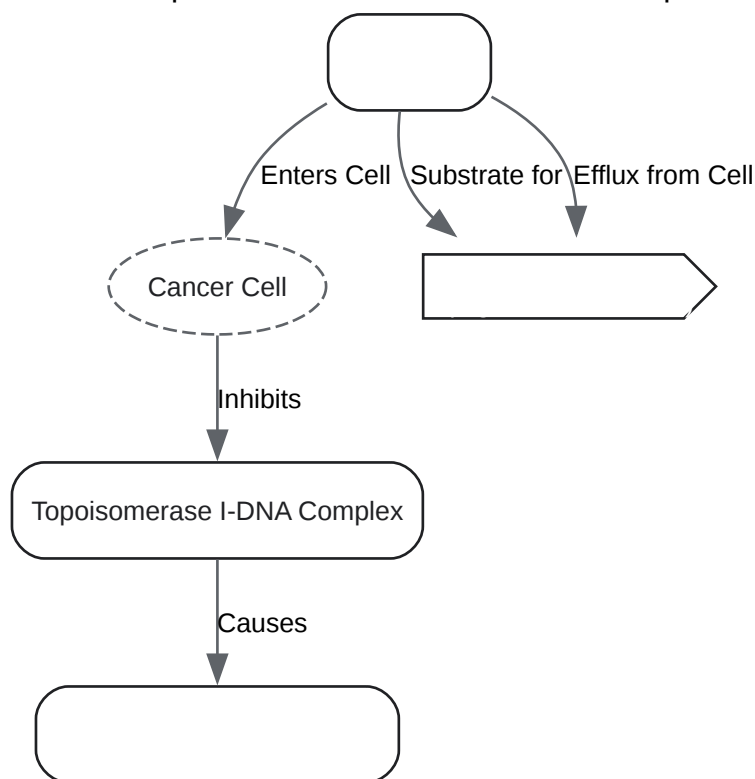 Enters Cell
Substrate for
Efflux from Cell
Cancer Cell
Inhibits
Topoisomerase I-DNA Complex
Causes